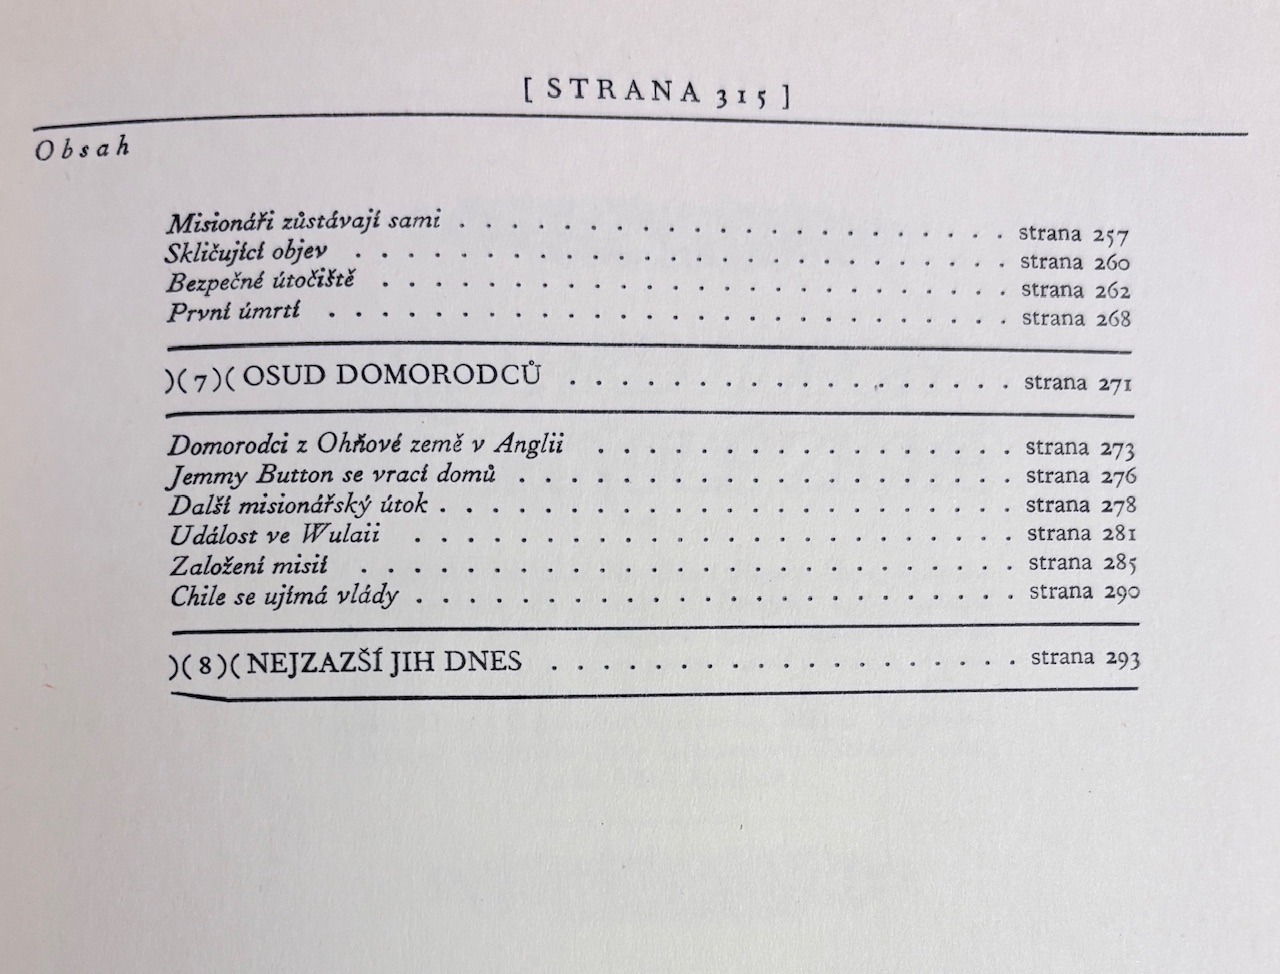 [ STRANA 315 ]
Obsah
Misionáři zůstávají sami . . . . . . . . . . . . . . . . . . . . strana 257
Skličující objev . . . . . . . . . . . . . . . . . . . . . . . . strana 260
Bezpečné útočiště . . . . . . . . . . . . . . . . . . . . . . . strana 262
První úmrtí . . . . . . . . . . . . . . . . . . . . . . . . . . strana 268
)( 7 )( OSUD DOMORODCŮ . . . . . . . . . . . . . . . . . strana 271
Domorodci z Ohňové země v Anglii . . . . . . . . . . . . . . . . strana 273
Jemmy Button se vrací domů . . . . . . . . . . . . . . . . . . . strana 276
Další misionářský útok . . . . . . . . . . . . . . . . . . . . . . strana 278
Událost ve Wulaii . . . . . . . . . . . . . . . . . . . . . . . strana 281
Založení misií . . . . . . . . . . . . . . . . . . . . . . . . . strana 285
Chile se ujímá vlády . . . . . . . . . . . . . . . . . . . . . . . strana 290
)( 8 )( NEJZAZŠÍ JIH DNES . . . . . . . . . . . . . . . . . . strana 293